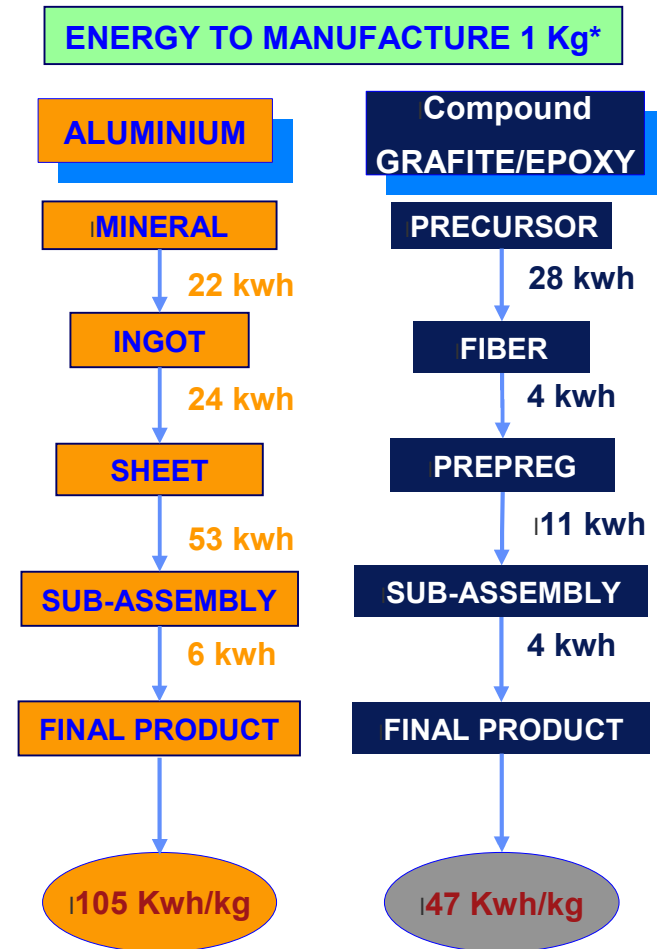 ENERGY TO MANUFACTURE 1 Kg*
ALUMINIUM
MINERAL
22 kwh
INGOT
24 kwh
SHEET
53 kwh
SUB-ASSEMBLY
6 kwh
FINAL PRODUCT
105 Kwh/kg
Compound
GRAFITE/EPOXY
PRECURSOR
28 kwh
FIBER
4 kwh
PREPREG
11 kwh
SUB-ASSEMBLY
4 kwh
FINAL PRODUCT
47 Kwh/kg